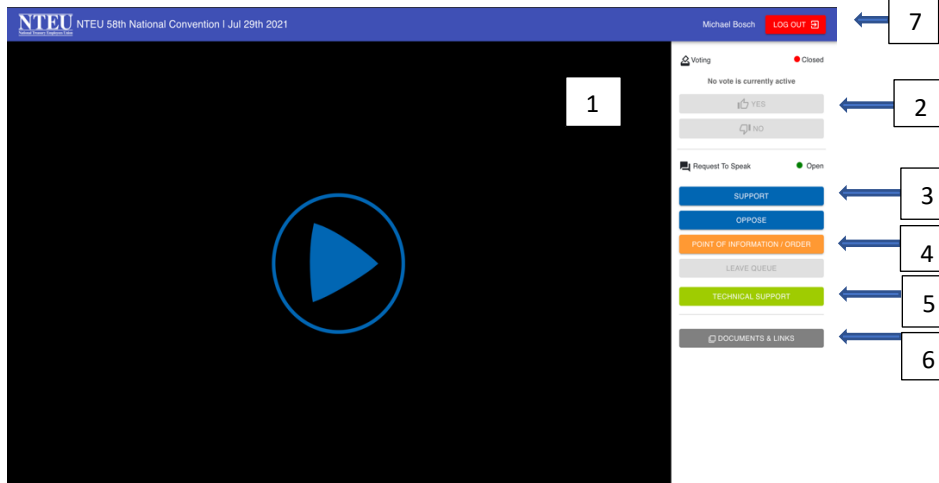 NTEU NTEU 58th National Convention | Jul 29th 2021
National Treasury Employees Union
Michael Bosch LOG OUT
7
Voting Closed
No vote is currently active
1
YES
2
NO
Request To Speak Open
SUPPORT
3
OPPOSE
POINT OF INFORMATION / ORDER
4
LEAVE QUEUE
TECHNICAL SUPPORT
5
DOCUMENTS & LINKS
6